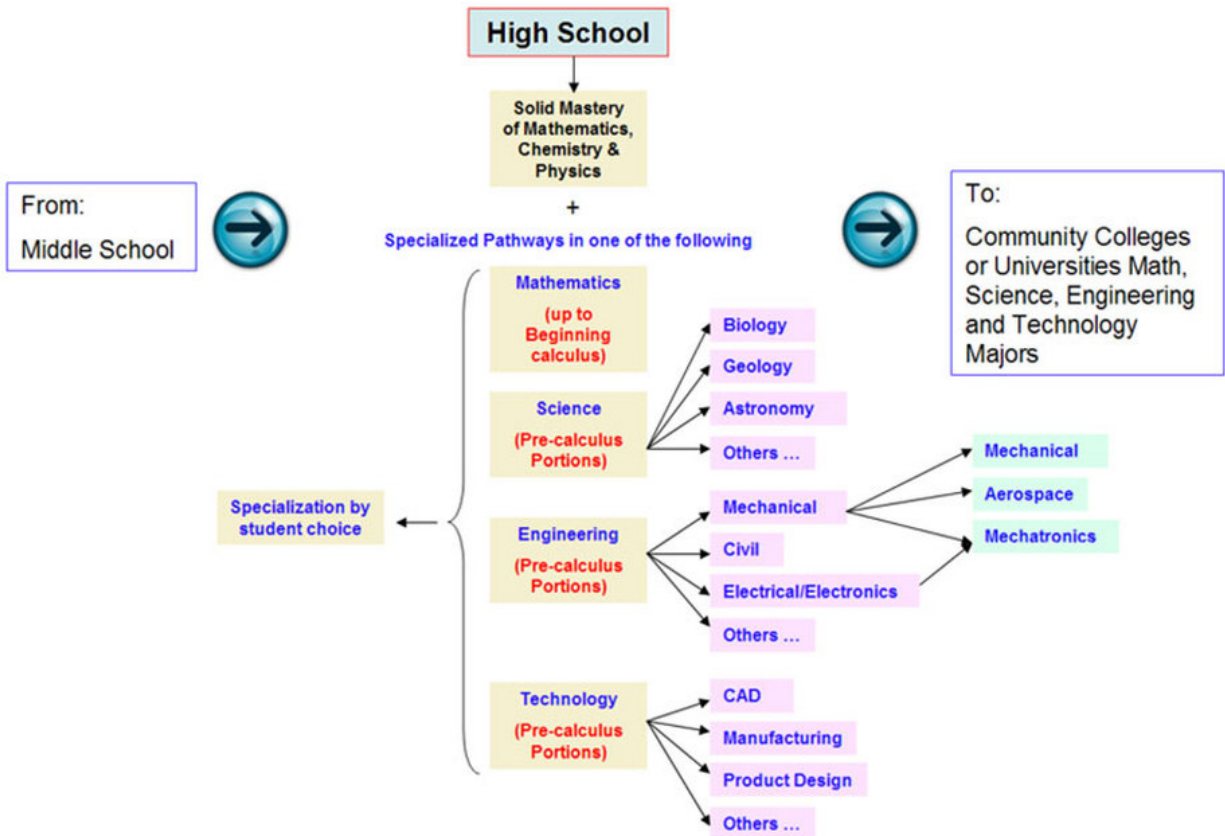 High School
Solid Mastery
of Mathematics,
Chemistry &
Physics
+
Specialized Pathways in one of the following
From:
Middle School
To:
Community Colleges
or Universities Math,
Science, Engineering
and Technology
Majors
Specialization by
student choice
Mathematics
(up to
Beginning
calculus)
Science
(Pre-calculus
Portions)
Biology
Geology
Astronomy
Others ...
Engineering
(Pre-calculus
Portions)
Mechanical
Civil
Electrical/Electronics
Others ...
Mechanical
Aerospace
Mechatronics
Technology
(Pre-calculus
Portions)
CAD
Manufacturing
Product Design
Others ...